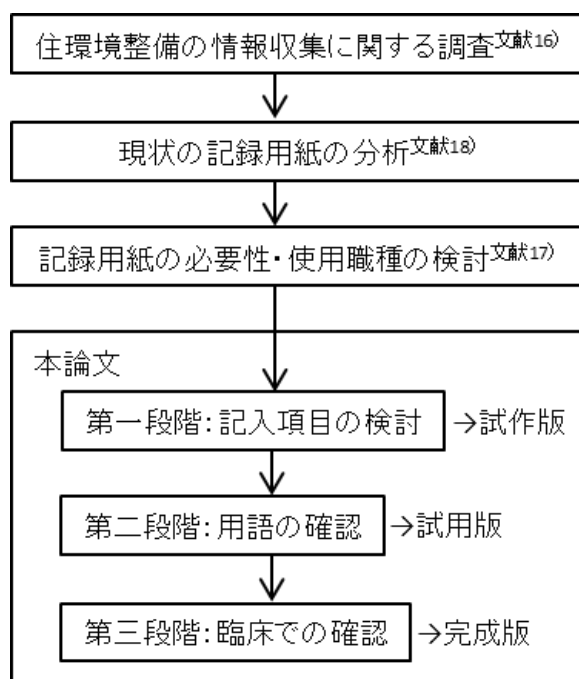 住環境整備の情報収集に関する調査文献16)
現状の記録用紙の分析文献18)
記録用紙の必要性・使用職種の検討文献17)
本論文
第一段階:記入項目の検討 →試作版
第二段階:用語の確認 →試用版
第三段階:臨床での確認 →完成版